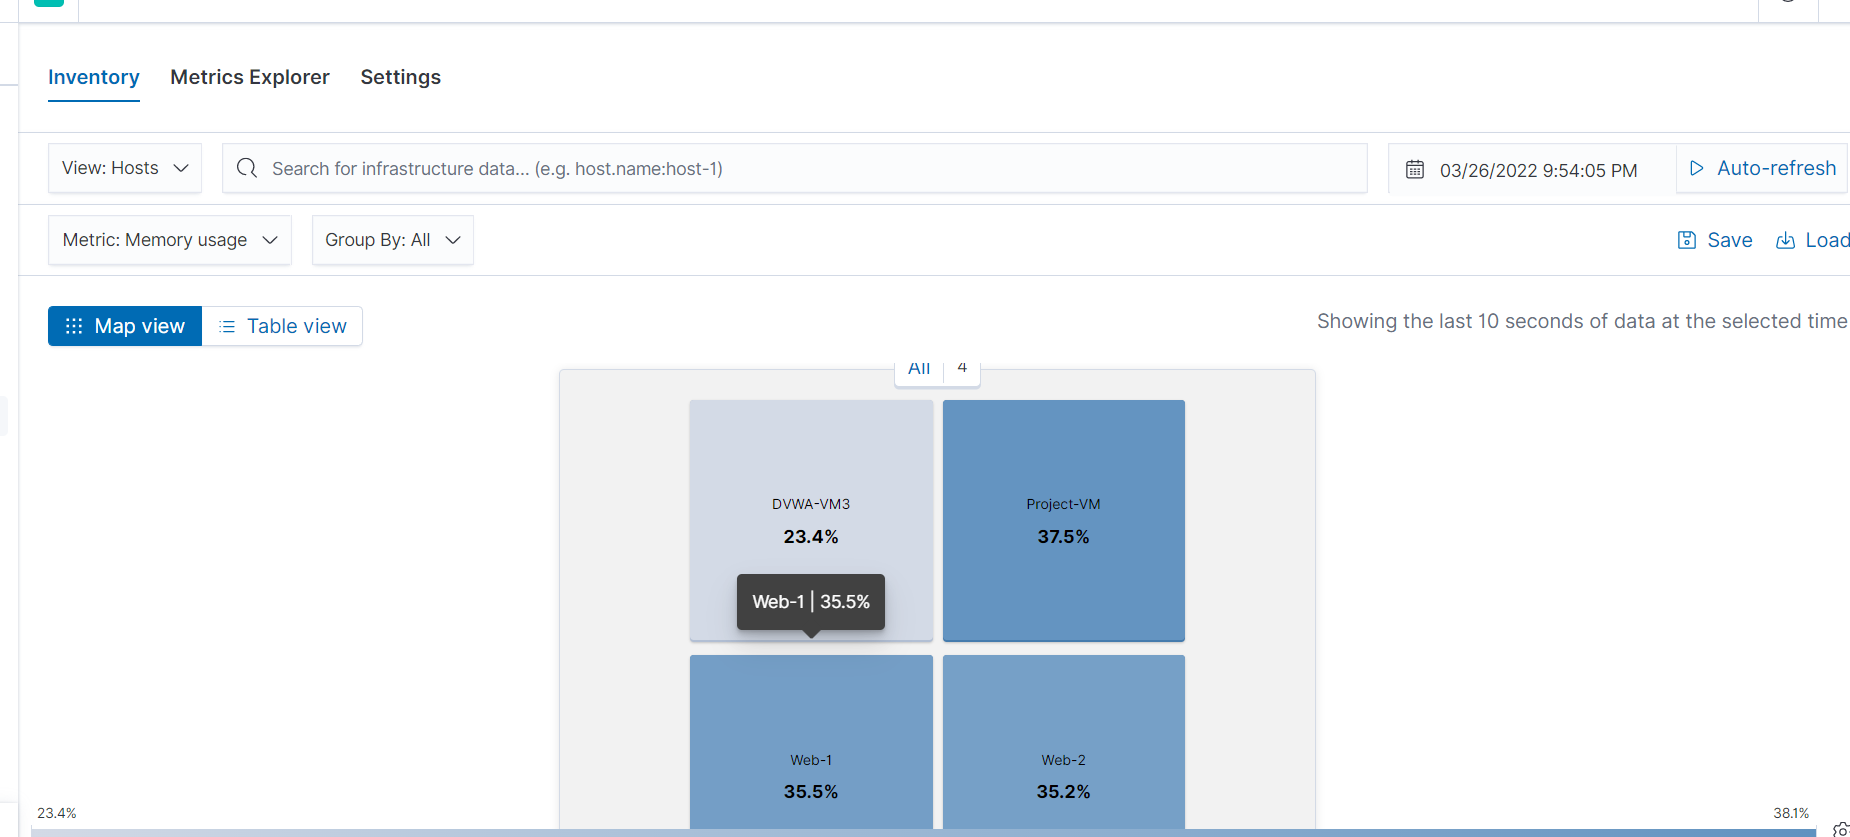 Inventory Metrics Explorer Settings
View: Hosts Search for infrastructure data... (e.g. host.name:host-1) 03/26/2022 9:54:05 PM Auto-refresh
Metric: Memory usage Group By: All Save Load
Map view Table view Showing the last 10 seconds of data at the selected time
All 4
DVWA-VM3 Project-VM
23.4% 37.5%
Web-1 | 35.5%
Web-1 Web-2
35.5% 35.2%
23.4% 38.1%